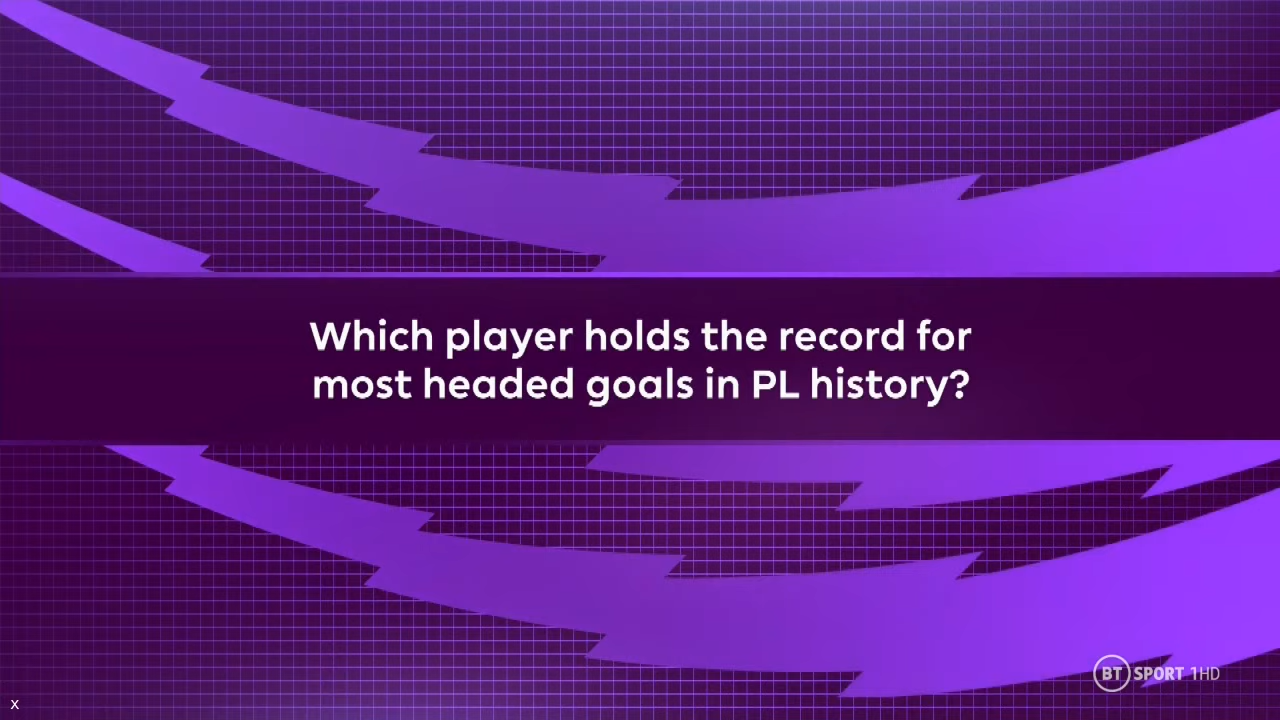 Which player holds the record for
most headed goals in PL history?
BT SPORT 1HD
x